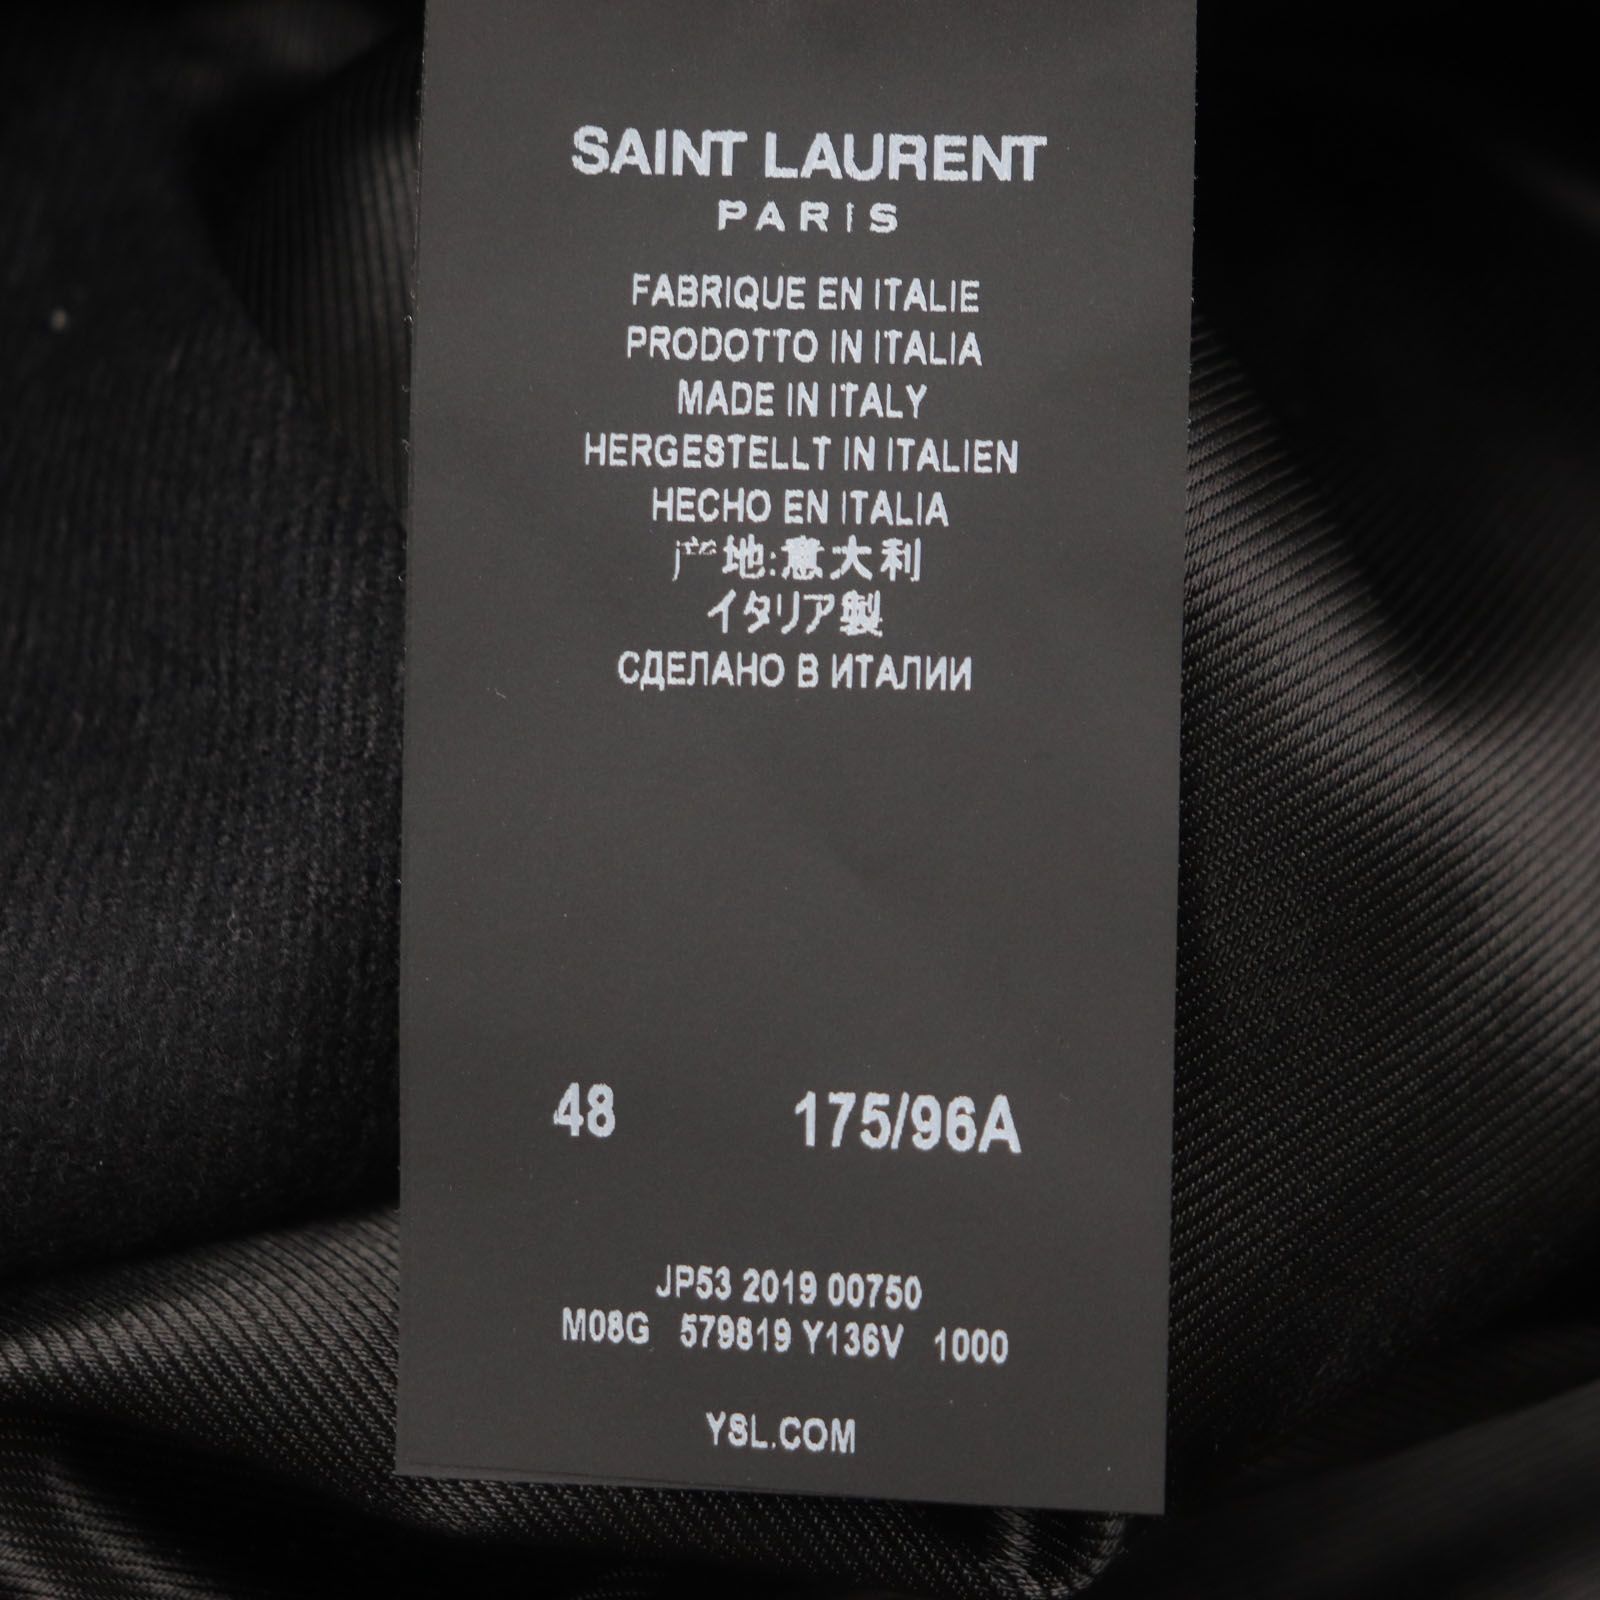 SAINT LAURENT
PARIS
FABRIQUE EN ITALIE
PRODOTTO IN ITALIA
MADE IN ITALY
HERGESTELLT IN ITALIEN
HECHO EN ITALIA
产地:意大利
イタリア製
СДЕЛАНО В ИТАЛИИ
48 175/96A
JP53 2019 00750
M08G 579819 Y136V 1000
YSL.COM